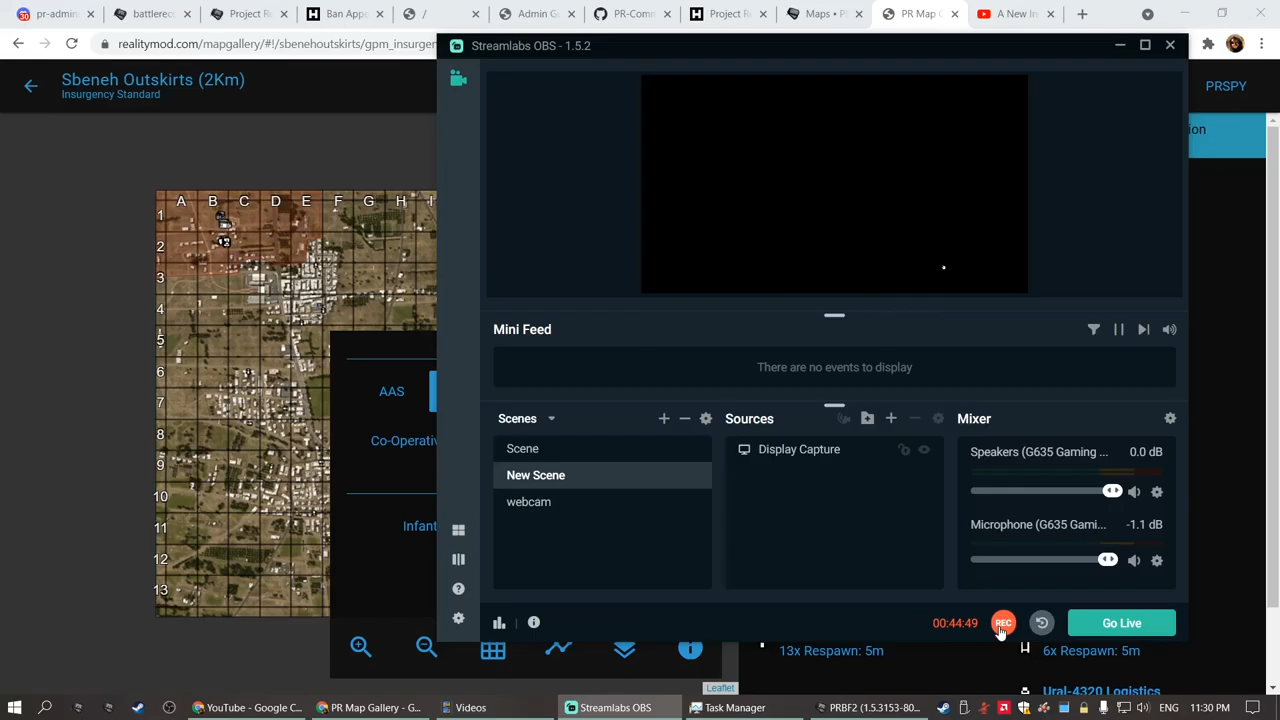 pr-admin
battlereco
Project Re
Ban Appe
/
Admin G
PR-Comm
Project R
Maps • P
PR Map G
A New In
realitymod.com/mapgallery/#!/sbenehoutskirts/gpm_insurgen
Sbeneh Outskirts (2Km)
Insurgency Standard
PRSPY
ion
Streamlabs OBS - 1.5.2
A B C D E F G H I
1
2
3
4
5
6
7
8
9
10
11
12
13
AAS
Co-Operativ
Infant
Leaflet
Mini Feed
There are no events to display
Scenes
Scene
New Scene
webcam
Sources
Display Capture
Mixer
Speakers (G635 Gaming ... 0.0 dB
Microphone (G635 Gami... -1.1 dB
00:44:49
REC
Go Live
13x Respawn: 5m
6x Respawn: 5m
Ural-4320 Logistics
YouTube - Google C...
PR Map Gallery - G...
Videos
Streamlabs OBS
Task Manager
PRBF2 (1.5.3153-80...
ENG
11:30 PM